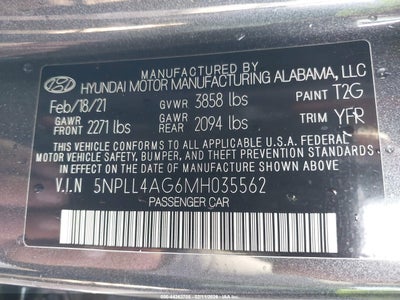 MANUFACTURED BY
HYUNDAI MOTOR MANUFACTURING ALABAMA, LLC
Feb/18/21 GVWR 3858 lbs PAINT T2G
GAWR FRONT 2271 lbs GAWR REAR 2094 lbs TRIM YFR
THIS VEHICLE CONFORMS TO ALL APPLICABLE U.S.A FEDERAL
MOTOR VEHICLE SAFETY, BUMPER, AND THEFT PREVENTION STANDARDS
IN EFFECT ON THE DATE OF MANUFACTURE SHOWN ABOVE.
V.I.N 5NPLL4AG6MH035562
PASSENGER CAR